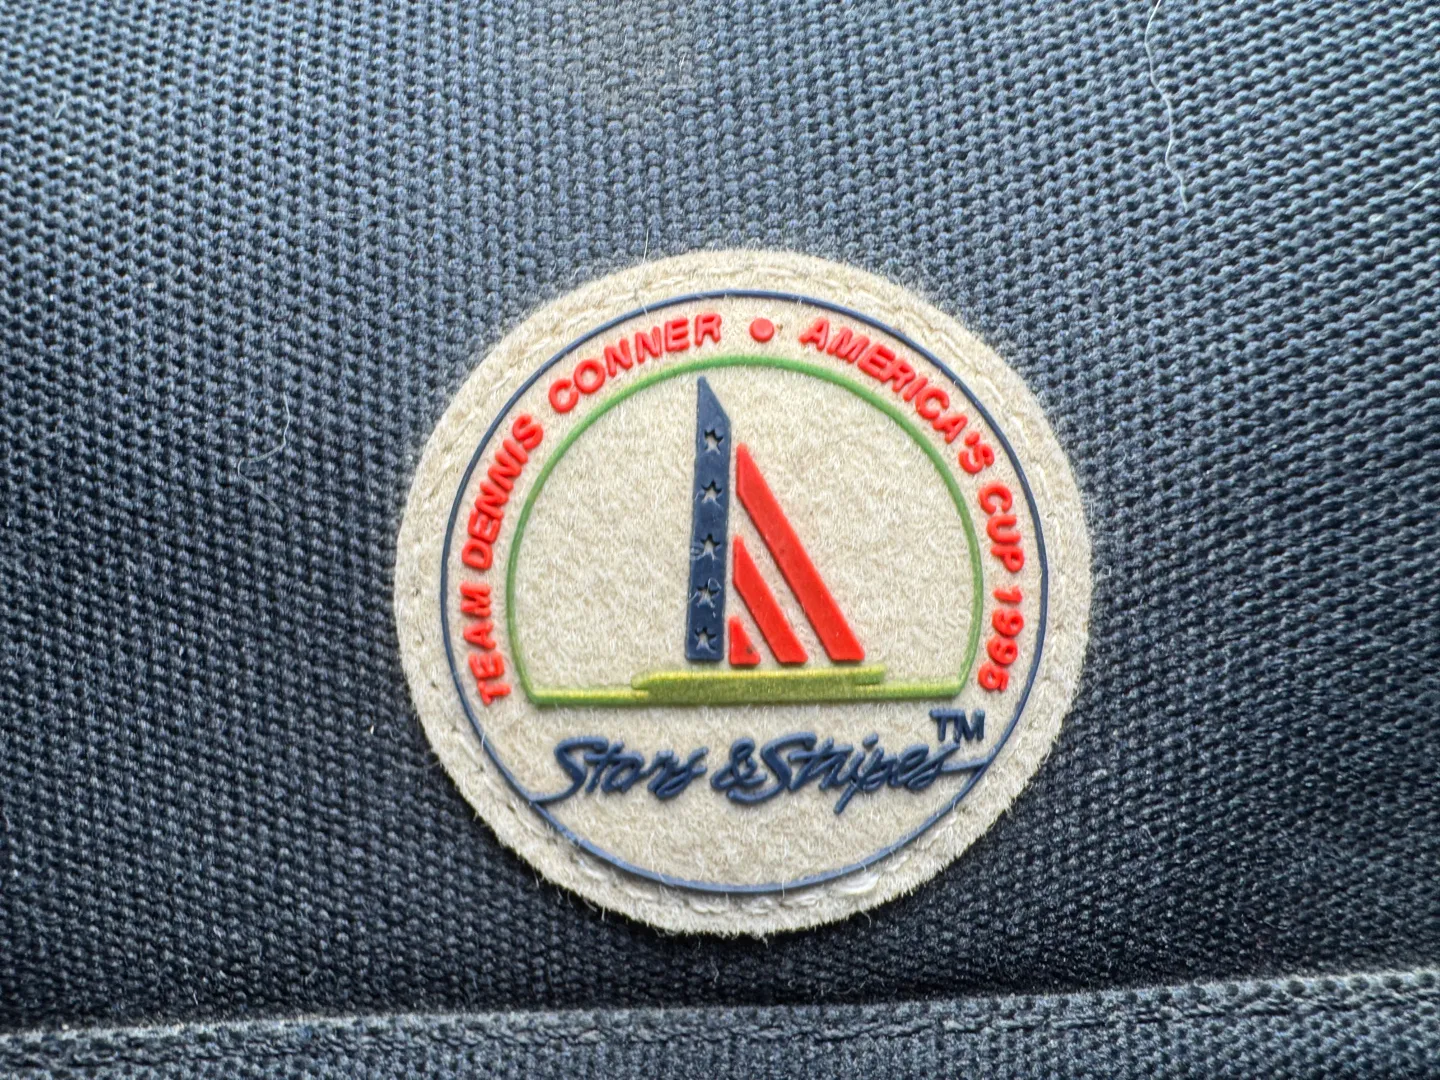 TEAM DENNIS CONNER • AMERICA'S CUP 1995
Stars & Stripes™